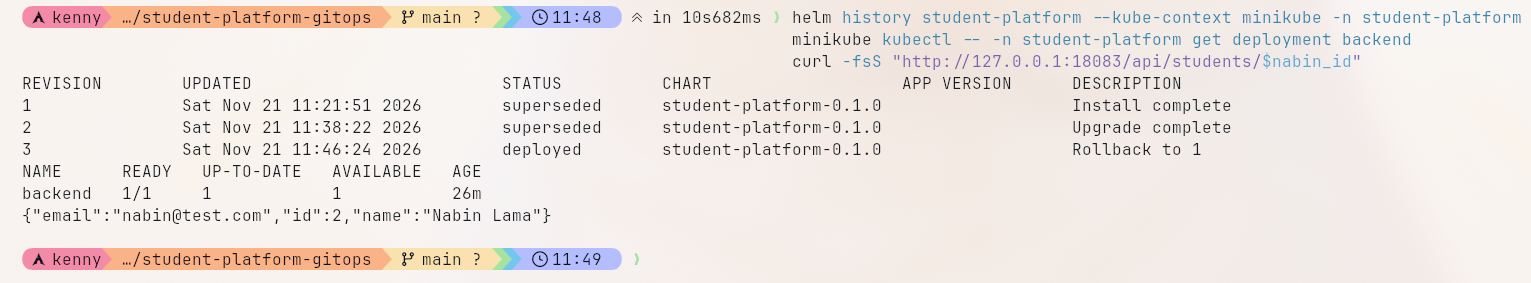 kenny …/student-platform-gitops main ? 11:48 in 10s682ms ❯ helm history student-platform --kube-context minikube -n student-platform
minikube kubectl -- -n student-platform get deployment backend
curl -fsS "http://127.0.0.1:18083/api/students/$nabin_id"
REVISION UPDATED STATUS CHART APP VERSION DESCRIPTION
1 Sat Nov 21 11:21:51 2026 superseded student-platform-0.1.0 Install complete
2 Sat Nov 21 11:38:22 2026 superseded student-platform-0.1.0 Upgrade complete
3 Sat Nov 21 11:46:24 2026 deployed student-platform-0.1.0 Rollback to 1
NAME READY UP-TO-DATE AVAILABLE AGE
backend 1/1 1 1 26m
{"email":"nabin@test.com","id":2,"name":"Nabin Lama"}
kenny …/student-platform-gitops main ? 11:49 ❯